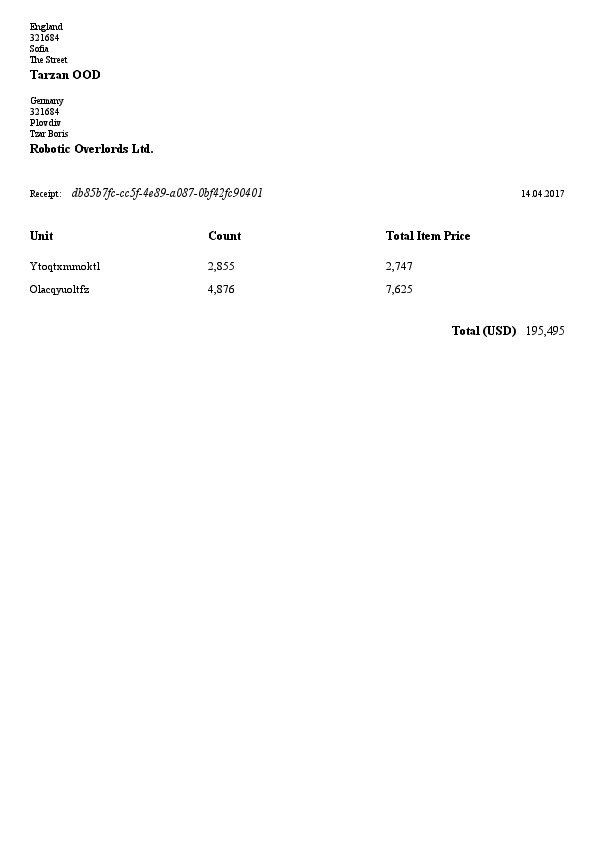 England
321684
Sofia
The Street
Tarzan OOD
Germany
321684
Plovdiv
Tzar Boris
Robotic Overlords Ltd.
Receipt: db85b7fc-cc5f-4e89-a087-0bf42fc90401 14.04.2017
Unit Count Total Item Price
Ytoqtxmmoktl 2,855 2,747
Olacqyuoltfz 4,876 7,625
Total (USD) 195,495